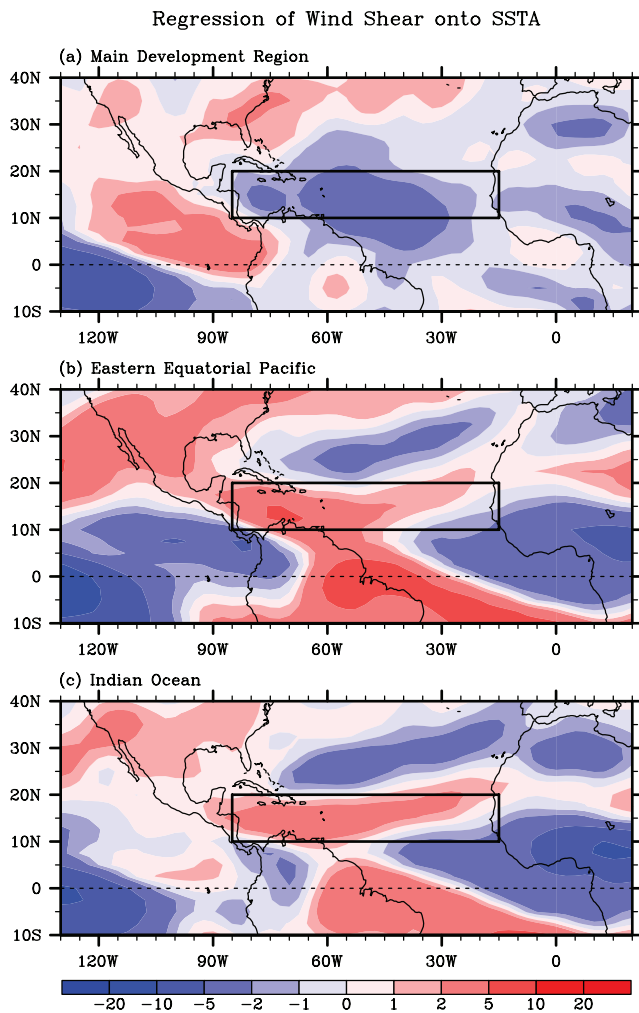 Regression of Wind Shear onto SSTA
(a) Main Development Region
40N
30N
20N
10N
0
10S
120W 90W 60W 30W 0
(b) Eastern Equatorial Pacific
40N
30N
20N
10N
0
10S
120W 90W 60W 30W 0
(c) Indian Ocean
40N
30N
20N
10N
0
10S
120W 90W 60W 30W 0
-20 -10 -5 -2 -1 0 1 2 5 10 20